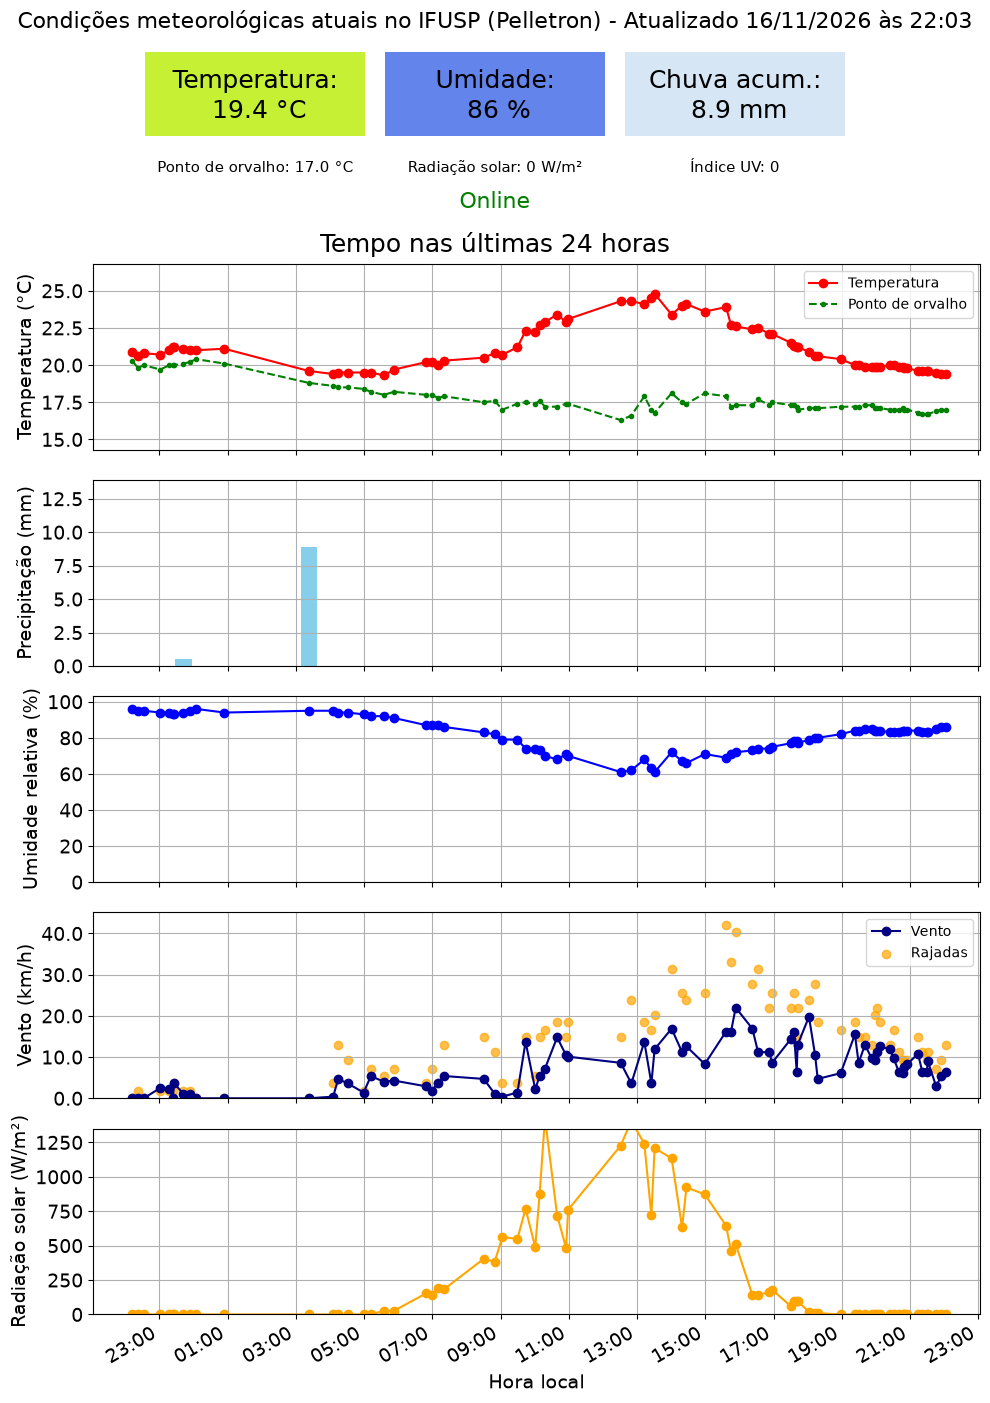 Condições meteorológicas atuais no IFUSP (Pelletron) - Atualizado 16/11/2026 às 22:03
Temperatura:
19.4 °C
Umidade:
86 %
Chuva acum.:
8.9 mm
Ponto de orvalho: 17.0 °C
Radiação solar: 0 W/m²
Índice UV: 0
Online
Tempo nas últimas 24 horas
Temperatura (°C)
25.0
22.5
20.0
17.5
15.0
Temperatura
Ponto de orvalho
Precipitação (mm)
12.5
10.0
7.5
5.0
2.5
0.0
Umidade relativa (%)
100
80
60
40
20
0
Vento (km/h)
40.0
30.0
20.0
10.0
0.0
Vento
Rajadas
Radiação solar (W/m²)
1250
1000
750
500
250
0
23:00
01:00
03:00
05:00
07:00
09:00
11:00
13:00
15:00
17:00
19:00
21:00
23:00
Hora local